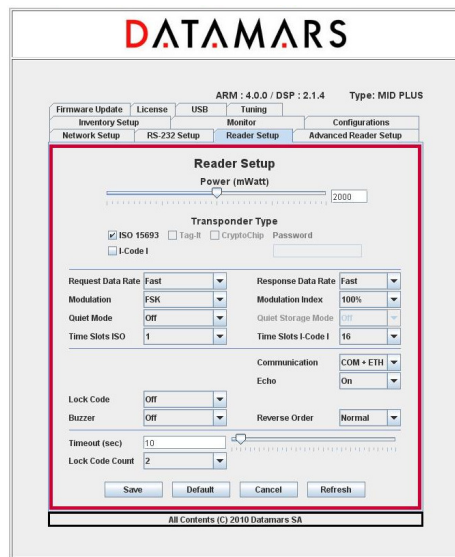 DATAMARS
ARM : 4.0.0 / DSP : 2.1.4 Type: MID PLUS
Firmware Update License USB Tuning
Inventory Setup Monitor Configurations
Network Setup RS-232 Setup Reader Setup Advanced Reader Setup
Reader Setup
Power (mWatt)
2000
Transponder Type
ISO 15693 Tag-It CryptoChip Password
I-Code I
Request Data Rate Fast Response Data Rate Fast
Modulation FSK Modulation Index 100%
Quiet Mode Off Quiet Storage Mode Off
Time Slots ISO 1 Time Slots I-Code I 16
Communication COM + ETH
Echo On
Lock Code Off
Buzzer Off Reverse Order Normal
Timeout (sec) 10
Lock Code Count 2
Save Default Cancel Refresh
All Contents (C) 2010 Datamars SA